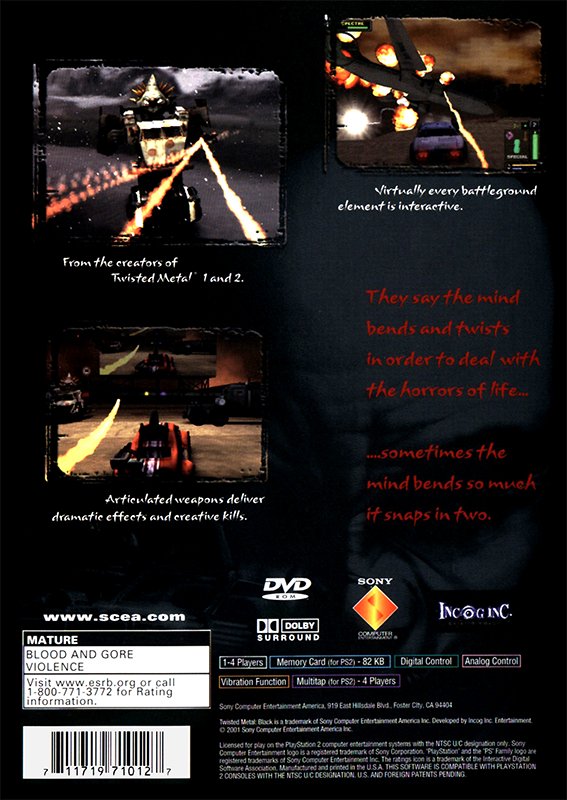 SPECTRE
SPECIAL
Virtually every battleground
element is interactive.
From the creators of
Twisted Metal™ 1 and 2.
They say the mind
bends and twists
in order to deal with
the horrors of life...
....sometimes the
mind bends so much
it snaps in two.
Articulated weapons deliver
dramatic effects and creative kills.
www.scea.com
DVD
ROM
DOLBY
SURROUND
SONY
COMPUTER
ENTERTAINMENT®
INCOG INC.
MATURE
BLOOD AND GORE
VIOLENCE
Visit www.esrb.org or call
1-800-771-3772 for Rating
information.
1-4 Players
Memory Card (for PS2) - 82 KB
Digital Control
Analog Control
Vibration Function
Multitap (for PS2) - 4 Players
Sony Computer Entertainment America, 919 East Hillsdale Blvd., Foster City, CA 94404
Twisted Metal: Black is a trademark of Sony Computer Entertainment America Inc. Developed by Incog Inc. Entertainment.
© 2001 Sony Computer Entertainment America Inc.
Licensed for play on the PlayStation 2 computer entertainment systems with the NTSC U/C designation only. Sony
Computer Entertainment logo is a registered trademark of Sony Corporation. "PlayStation" and the "PS" Family logo are
registered trademarks of Sony Computer Entertainment Inc. The ratings icon is a trademark of the Interactive Digital
Software Association. Manufactured and printed in the U.S.A. THIS SOFTWARE IS COMPATIBLE WITH PLAYSTATION
2 CONSOLES WITH THE NTSC U/C DESIGNATION. U.S. AND FOREIGN PATENTS PENDING.
7 11719 71012 7